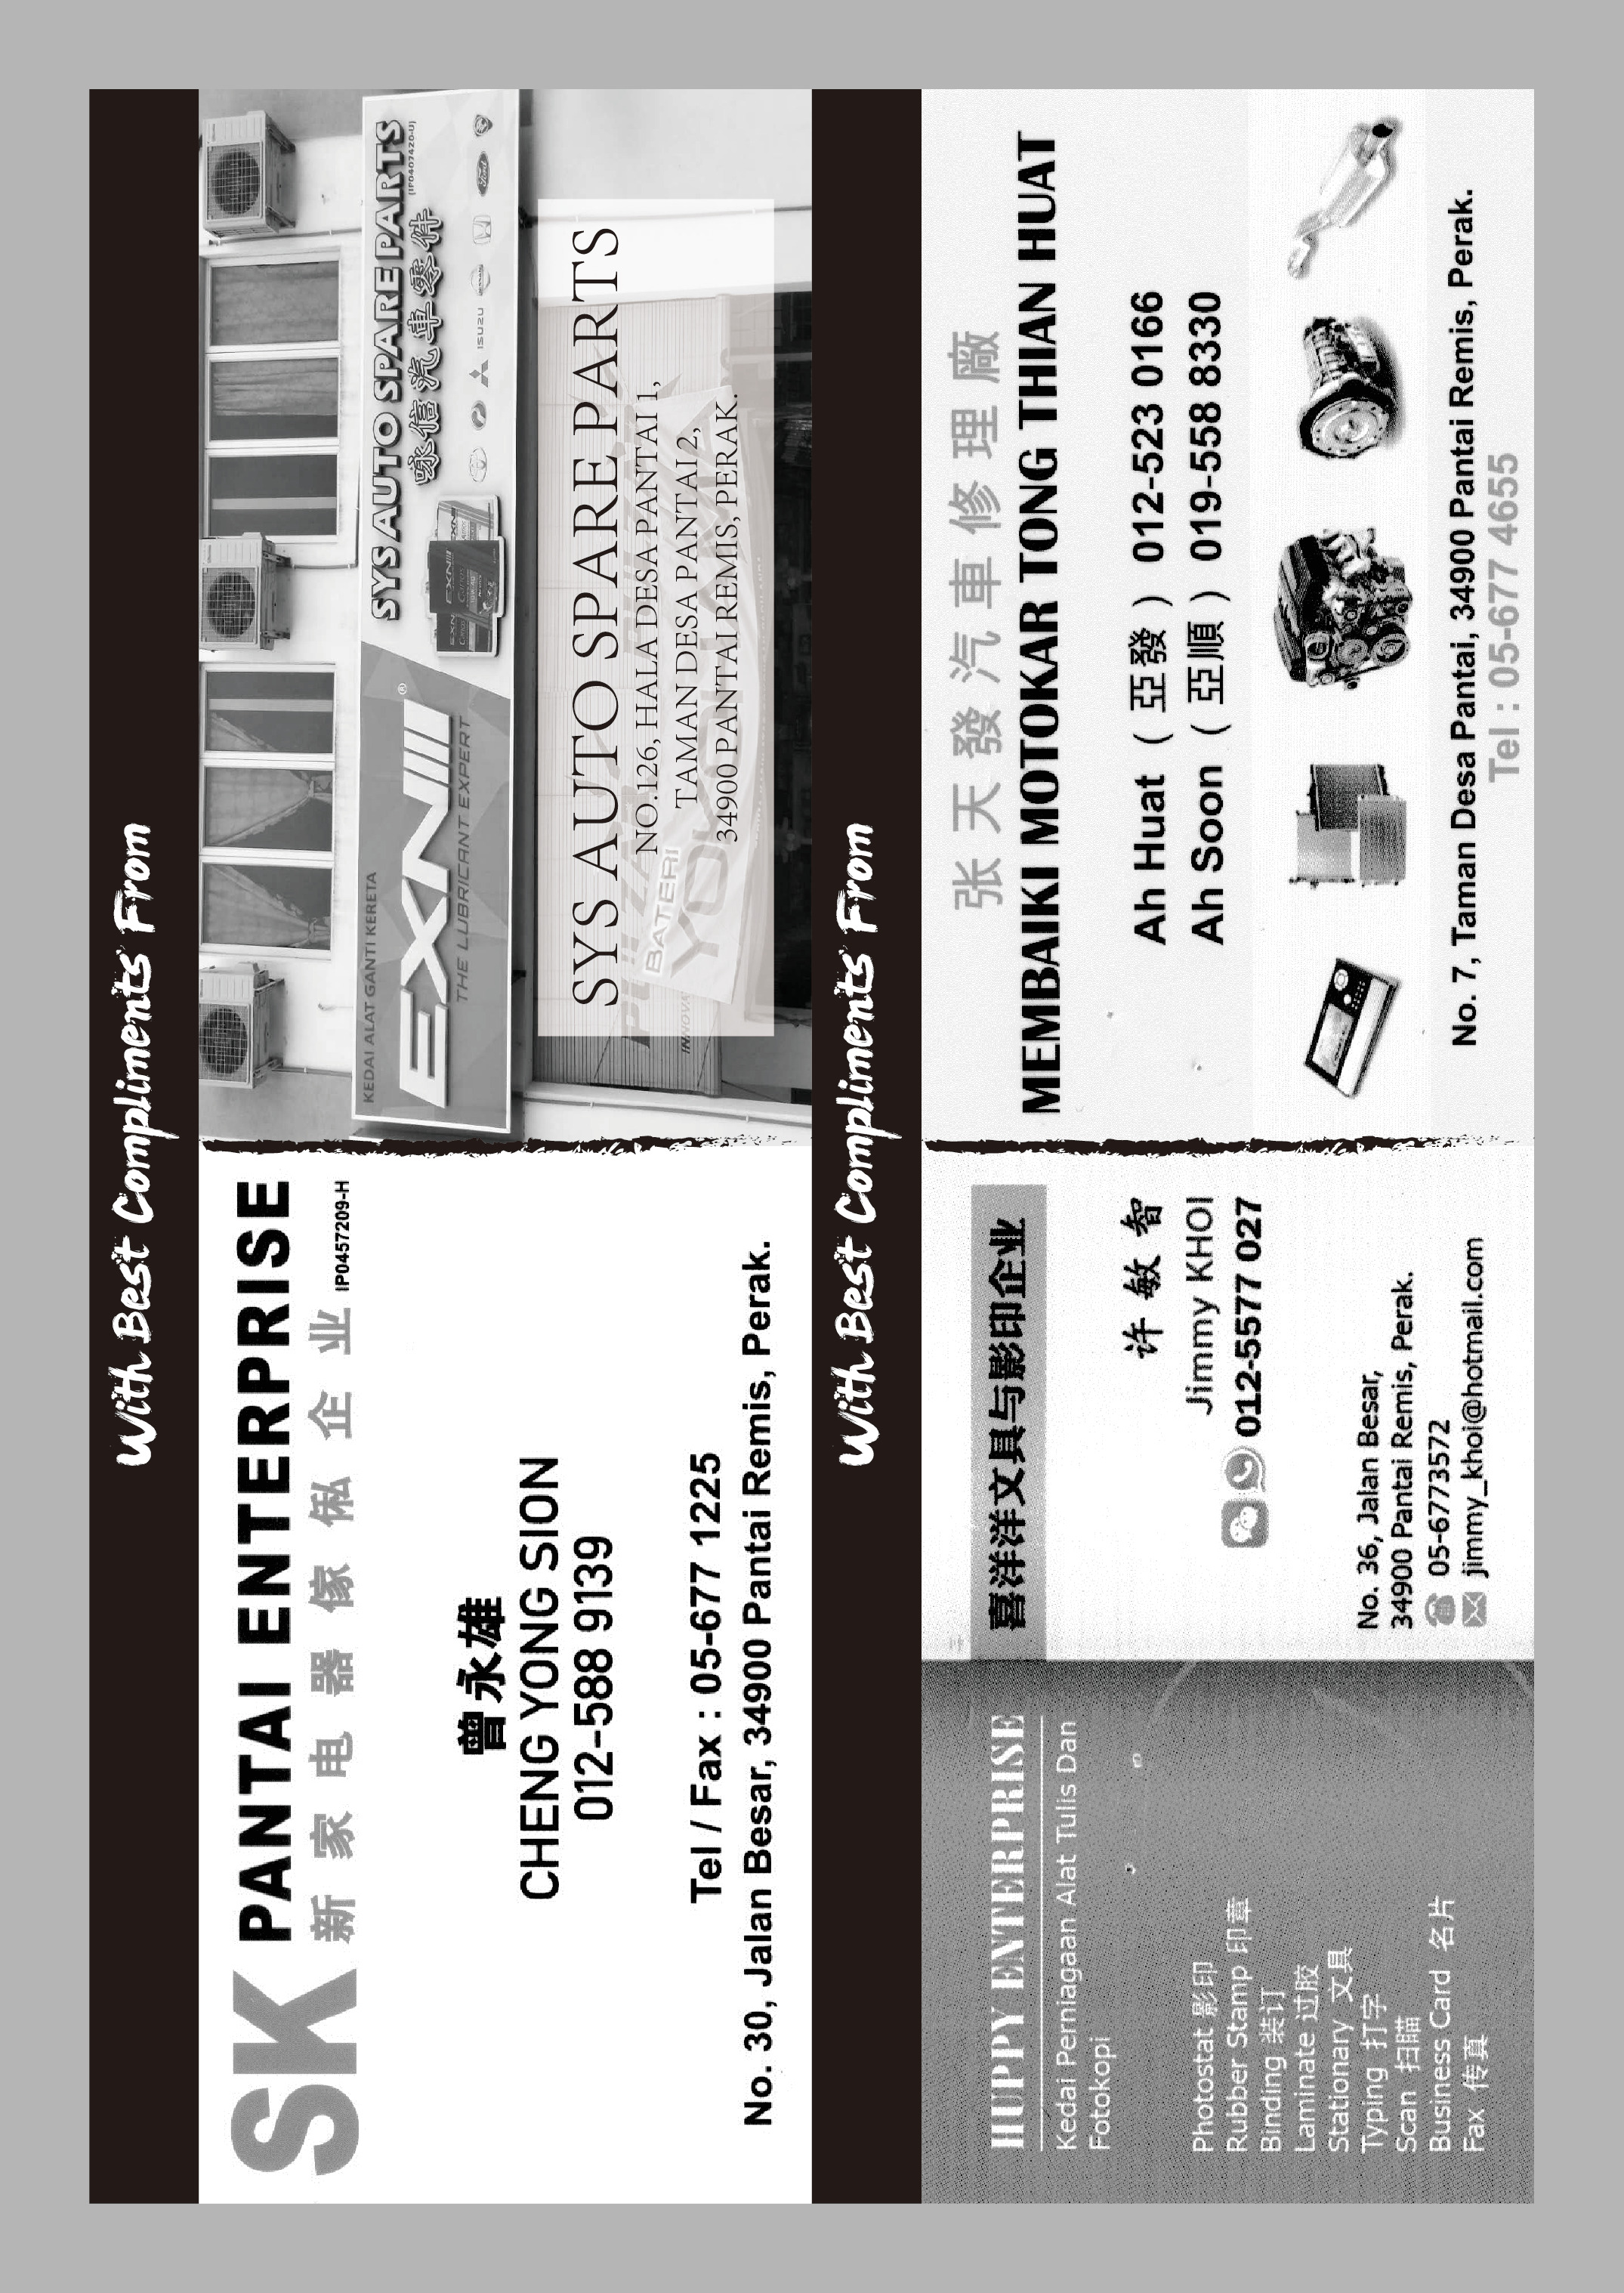 With Best Compliments From
SK PANTAI ENTERPRISE
新家电器傢俬企业 IP0457209-H
曾永雄
CHENG YONG SION
012-588 9139
Tel / Fax : 05-677 1225
No. 30, Jalan Besar, 34900 Pantai Remis, Perak.
KEDAI ALAT GANTI KERETA
EXN
®
THE LUBRICANT EXPERT
SYS AUTO SPARE PARTS
(IP0407420-U)
咏信汽車零件
ISUZU
Ford
SYS AUTO SPARE PARTS
NO.126, HALA DESA PANTAI 1,
TAMAN DESA PANTAI 2,
34900 PANTAI REMIS, PERAK.
BATERI
With Best Compliments From
HUPPY ENTERPRISE
Kedai Perniagaan Alat Tulis Dan
Fotokopi
Photostat 影印
Rubber Stamp 印章
Binding 装订
Laminate 过胶
Stationary 文具
Typing 打字
Scan 扫瞄
Business Card 名片
Fax 传真
喜洋洋文具与影印企业
许敏智
Jimmy KHOI
012-5577 027
No. 36, Jalan Besar,
34900 Pantai Remis, Perak.
05-6773572
jimmy_khoi@hotmail.com
张天發汽車修理廠
MEMBAIKI MOTOKAR TONG THIAN HUAT
Ah Huat ( 亞發 ) 012-523 0166
Ah Soon ( 亞順 ) 019-558 8330
No. 7, Taman Desa Pantai, 34900 Pantai Remis, Perak.
Tel : 05-677 4655